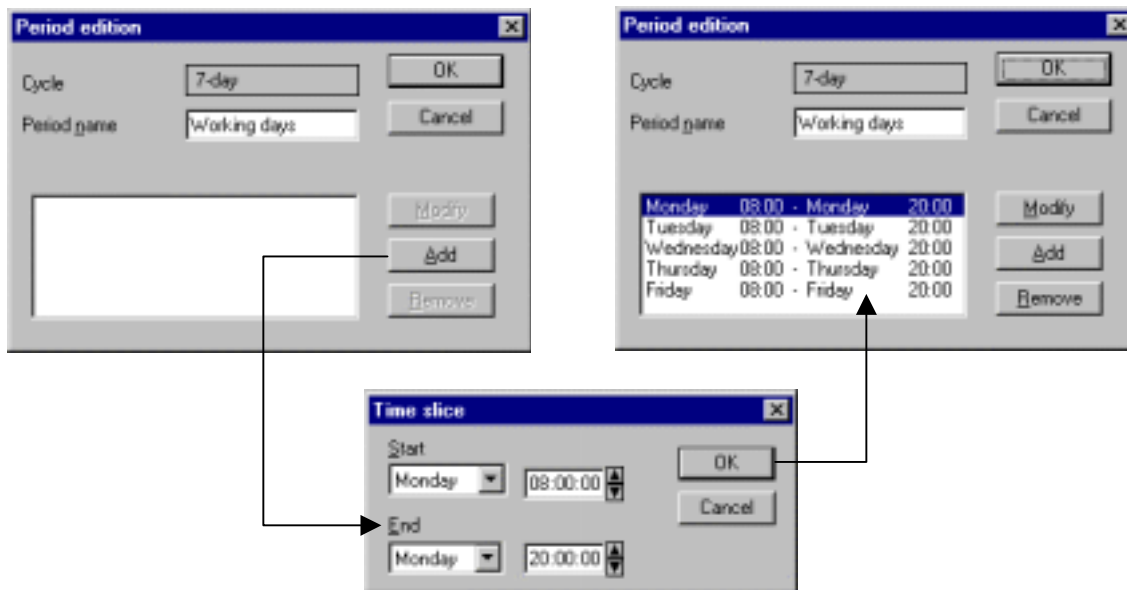 Period edition
Cycle 7-day OK
Period name Working days Cancel
Modify
Add
Remove
Period edition
Cycle 7-day OK
Period name Working days Cancel
Monday 08:00 - Monday 20:00 Modify
Tuesday 08:00 - Tuesday 20:00
Wednesday 08:00 - Wednesday 20:00 Add
Thursday 08:00 - Thursday 20:00
Friday 08:00 - Friday 20:00 Remove
Time slice
Start
Monday 08:00:00 OK
Cancel
End
Monday 20:00:00